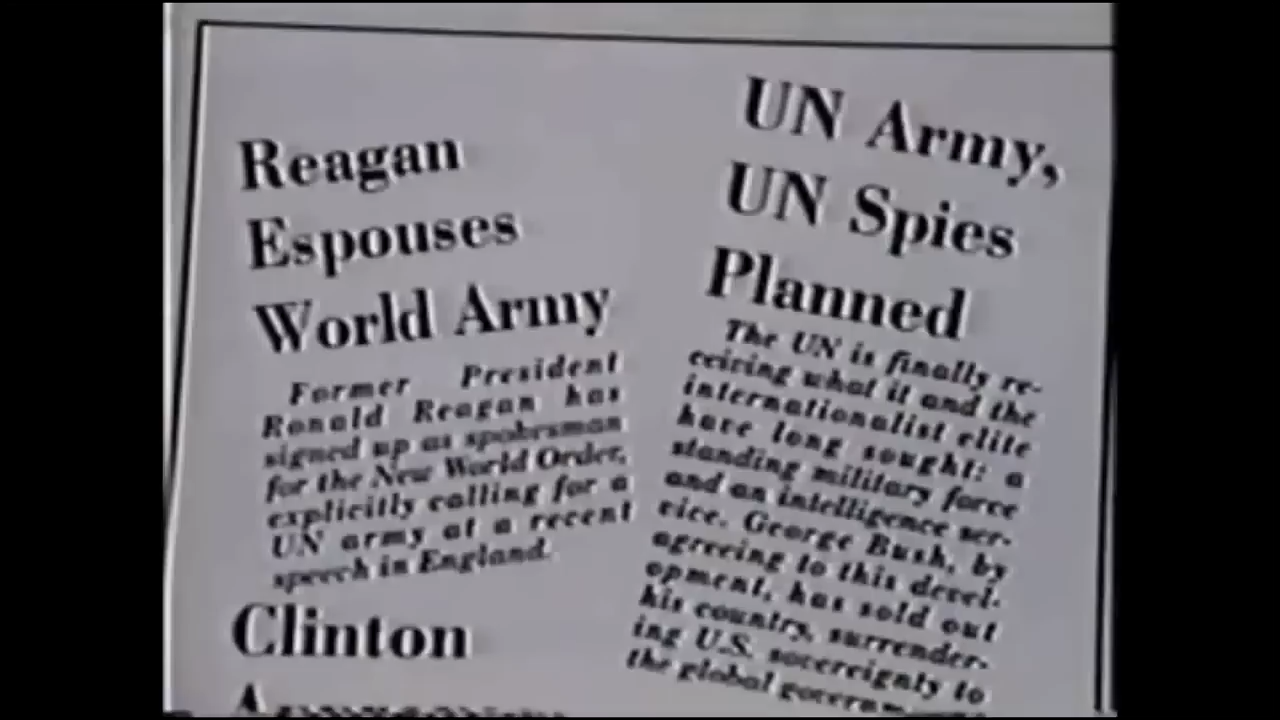 Reagan
Espouses
World Army
Former President
Ronald Reagan has
signed up as spokesman
for the New World Order,
explicitly calling for a
UN army at a recent
speech in England.
Clinton
UN Army,
UN Spies
Planned
The UN is finally re-
ceiving what it and the
internationalist elite
have long sought: a
standing military force
and an intelligence ser-
vice. George Bush, by
agreeing to this devel-
opment, has sold out
his country, surrender-
ing U.S. sovereignty to
the global